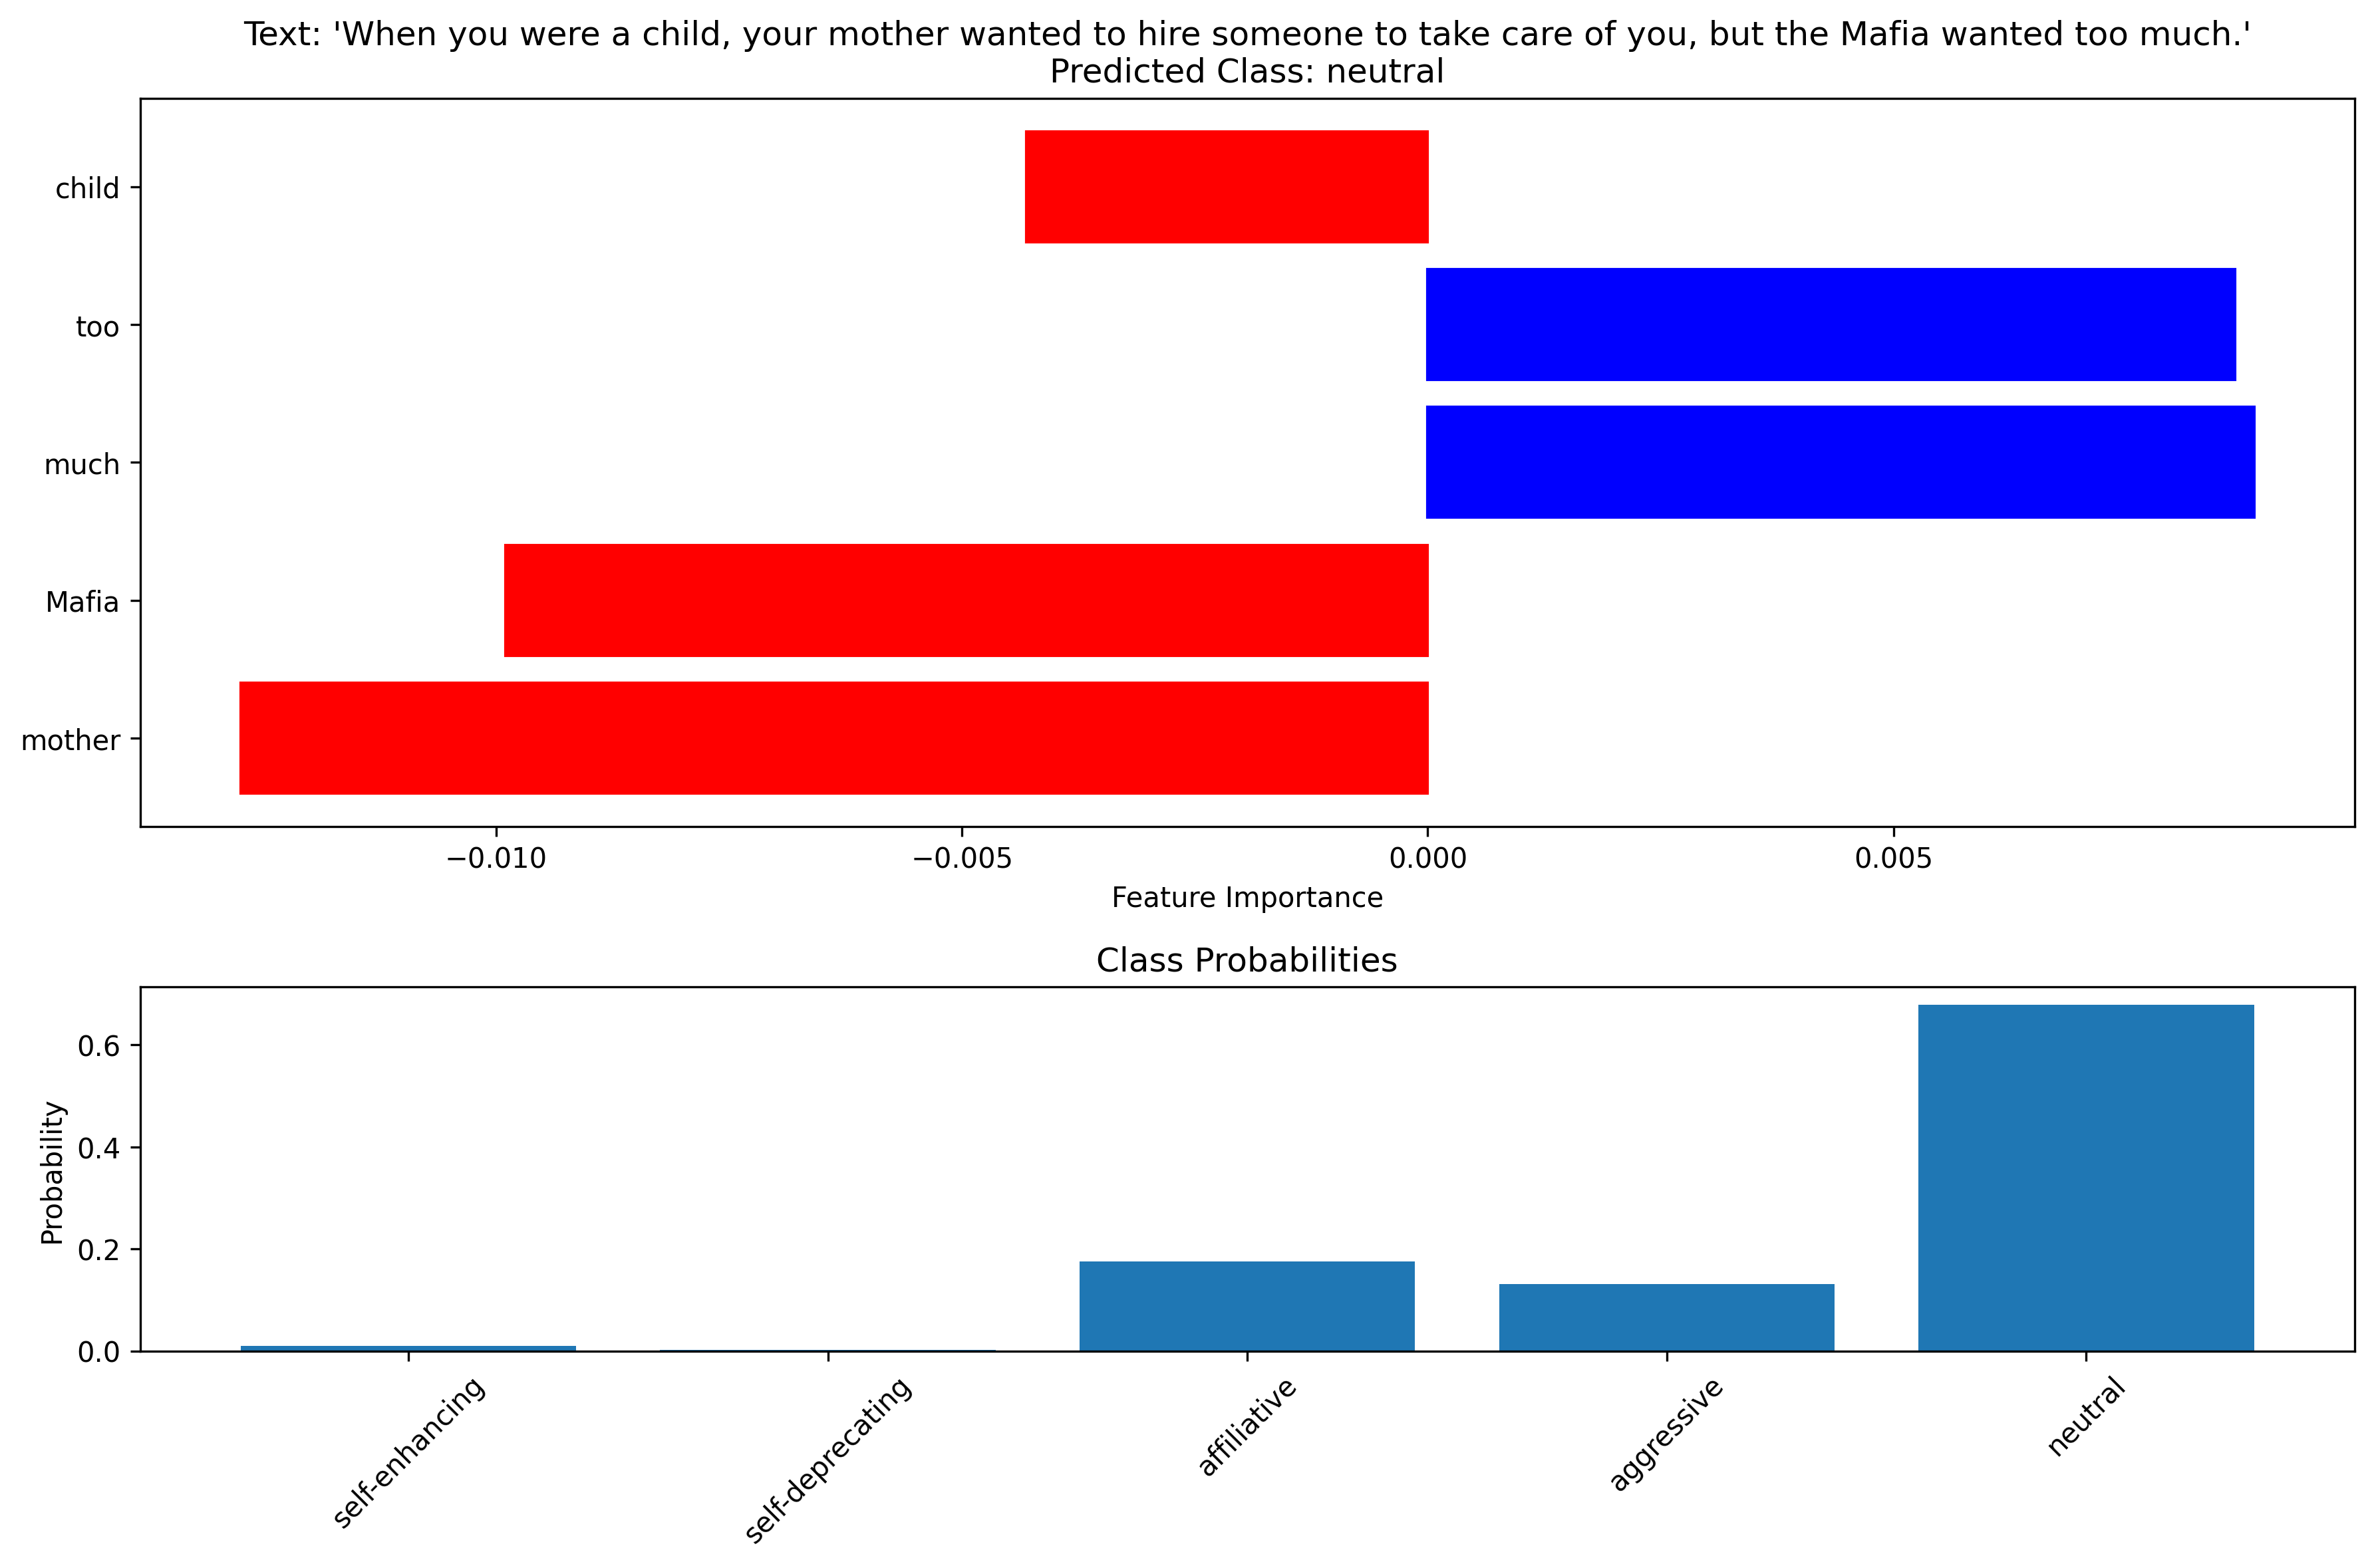 Text: 'When you were a child, your mother wanted to hire someone to take care of you, but the Mafia wanted too much.'
Predicted Class: neutral
child
too
much
Mafia
mother
−0.010 −0.005 0.000 0.005
Feature Importance
Class Probabilities
Probability
0.6
0.4
0.2
0.0
self-enhancing self-deprecating affiliative aggressive neutral